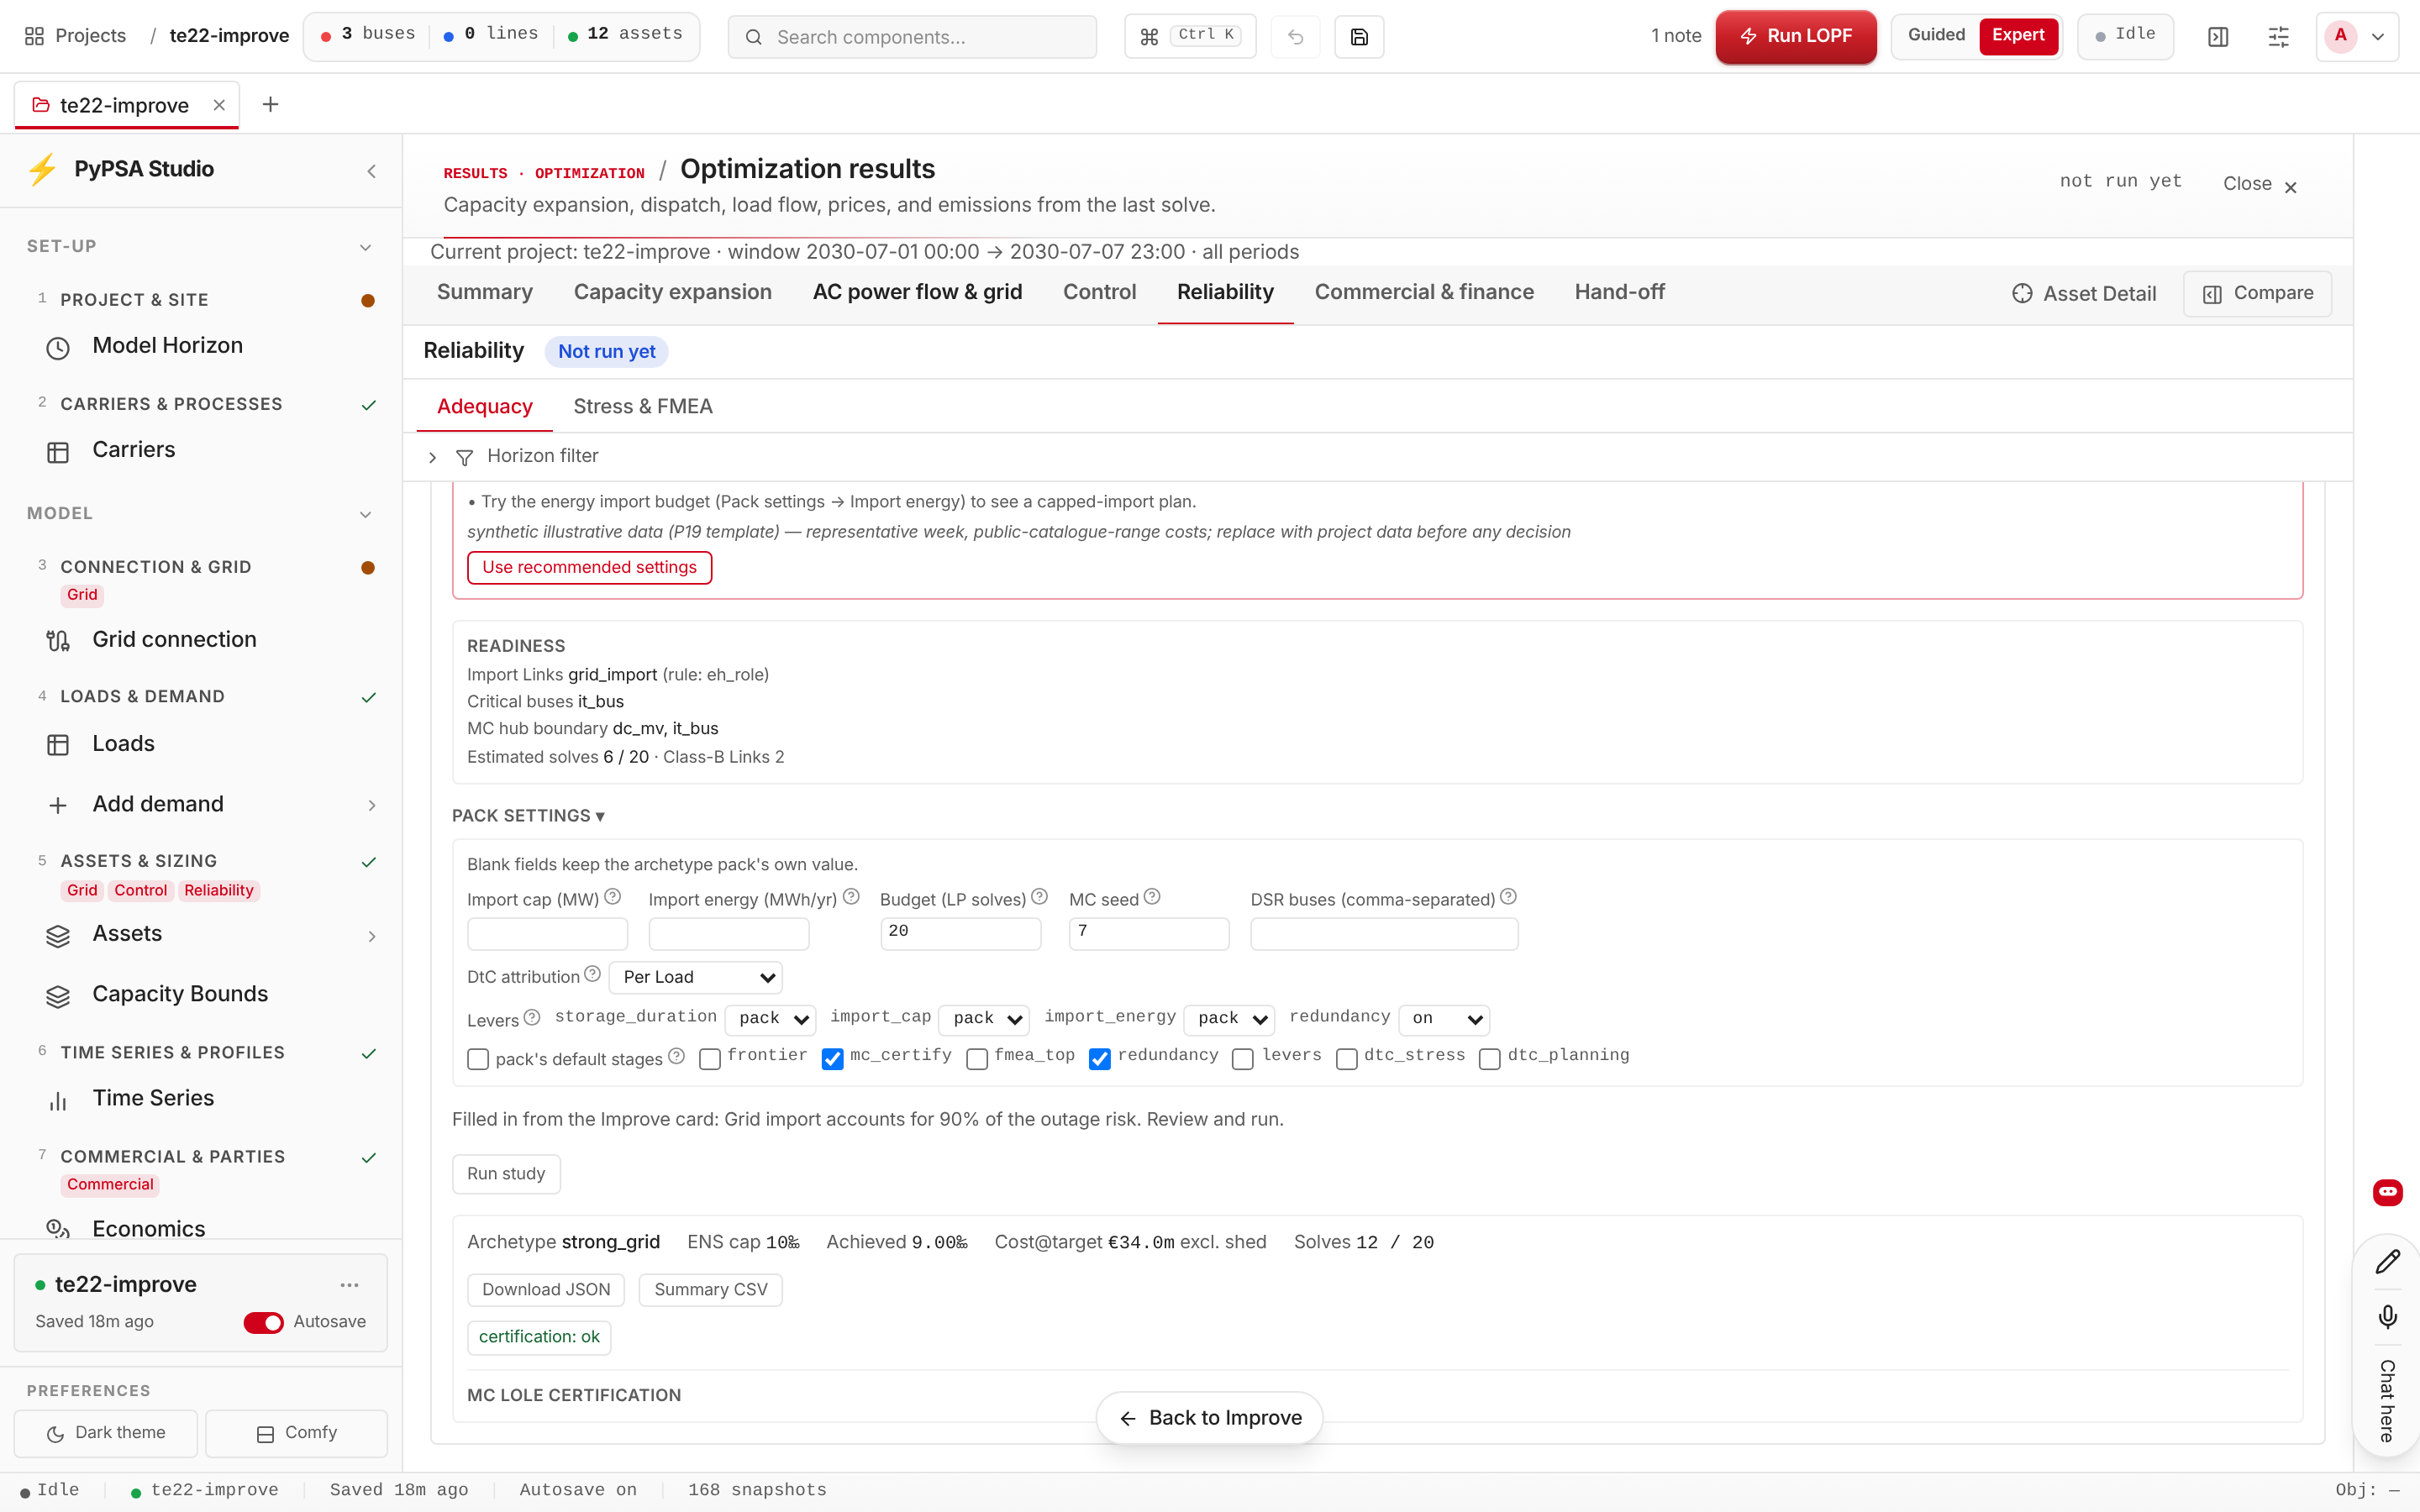 Projects / te22-improve
3 buses 0 lines 12 assets
Search components...
Ctrl K
1 note
Run LOPF
Guided Expert
Idle
A
te22-improve
PyPSA Studio
SET-UP
1 PROJECT & SITE
Model Horizon
2 CARRIERS & PROCESSES
Carriers
MODEL
3 CONNECTION & GRID
Grid
Grid connection
4 LOADS & DEMAND
Loads
Add demand
5 ASSETS & SIZING
Grid Control Reliability
Assets
Capacity Bounds
6 TIME SERIES & PROFILES
Time Series
7 COMMERCIAL & PARTIES
Commercial
Economics
te22-improve
Saved 18m ago Autosave
PREFERENCES
Dark theme Comfy
RESULTS · OPTIMIZATION / Optimization results
Capacity expansion, dispatch, load flow, prices, and emissions from the last solve.
not run yet Close
Current project: te22-improve · window 2030-07-01 00:00 → 2030-07-07 23:00 · all periods
Summary Capacity expansion AC power flow & grid Control Reliability Commercial & finance Hand-off
Asset Detail Compare
Reliability Not run yet
Adequacy Stress & FMEA
Horizon filter
• Try the energy import budget (Pack settings → Import energy) to see a capped-import plan.
synthetic illustrative data (P19 template) — representative week, public-catalogue-range costs; replace with project data before any decision
Use recommended settings
READINESS
Import Links grid_import (rule: eh_role)
Critical buses it_bus
MC hub boundary dc_mv, it_bus
Estimated solves 6 / 20 · Class-B Links 2
PACK SETTINGS ▾
Blank fields keep the archetype pack's own value.
Import cap (MW) Import energy (MWh/yr) Budget (LP solves) MC seed DSR buses (comma-separated)
20 7
DtC attribution Per Load
Levers storage_duration pack import_cap pack import_energy pack redundancy on
pack's default stages frontier mc_certify fmea_top redundancy levers dtc_stress dtc_planning
Filled in from the Improve card: Grid import accounts for 90% of the outage risk. Review and run.
Run study
Archetype strong_grid ENS cap 10‰ Achieved 9.00‰ Cost@target €34.0m excl. shed Solves 12 / 20
Download JSON Summary CSV
certification: ok
MC LOLE CERTIFICATION
Back to Improve
Chat here
Idle te22-improve Saved 18m ago Autosave on 168 snapshots
Obj: —